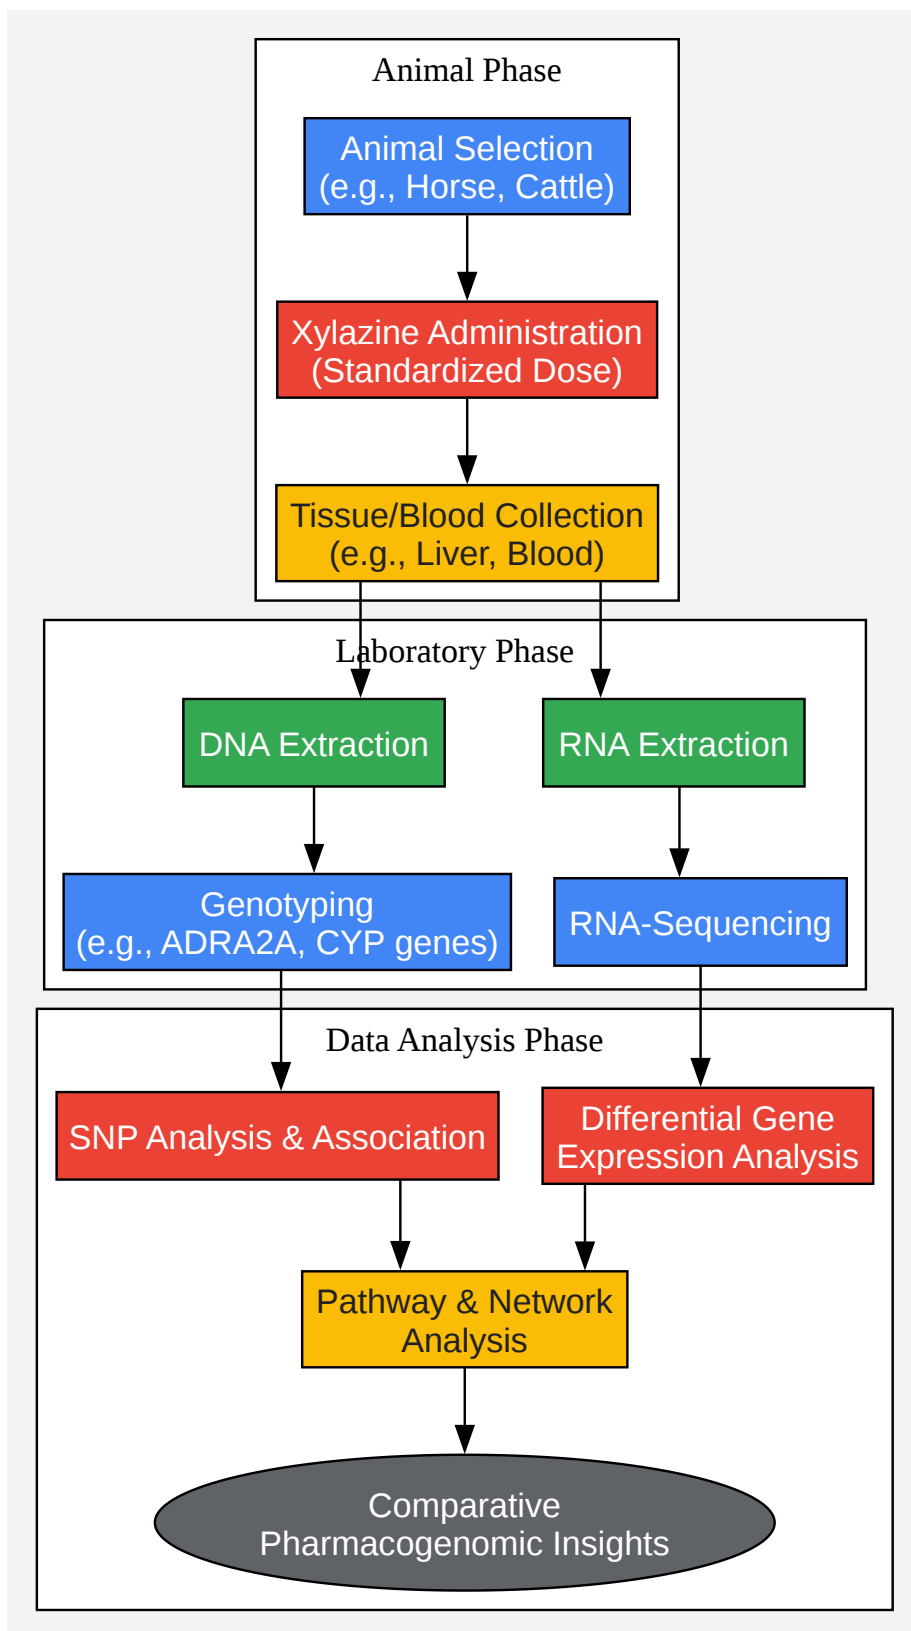 Animal Phase
Animal Selection
(e.g., Horse, Cattle)
Xylazine Administration
(Standardized Dose)
Tissue/Blood Collection
(e.g., Liver, Blood)
Laboratory Phase
DNA Extraction
RNA Extraction
Genotyping
(e.g., ADRA2A, CYP genes)
RNA-Sequencing
Data Analysis Phase
SNP Analysis & Association
Differential Gene
Expression Analysis
Pathway & Network
Analysis
Comparative
Pharmacogenomic Insights